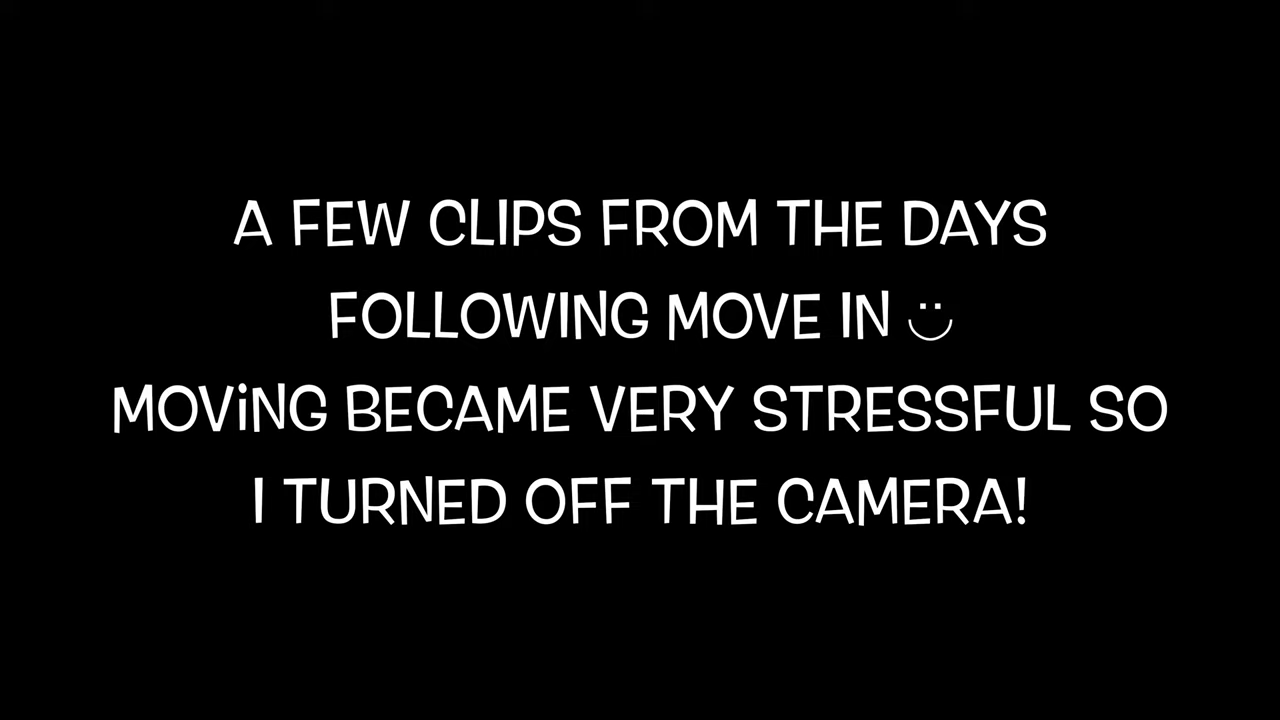 A FEW CLIPS FROM THE DAYS
FOLLOWING MOVE IN ¨̮
MOViNG BECAME VERY STRESSFUL SO
I TURNED OFF THE CAMERA!